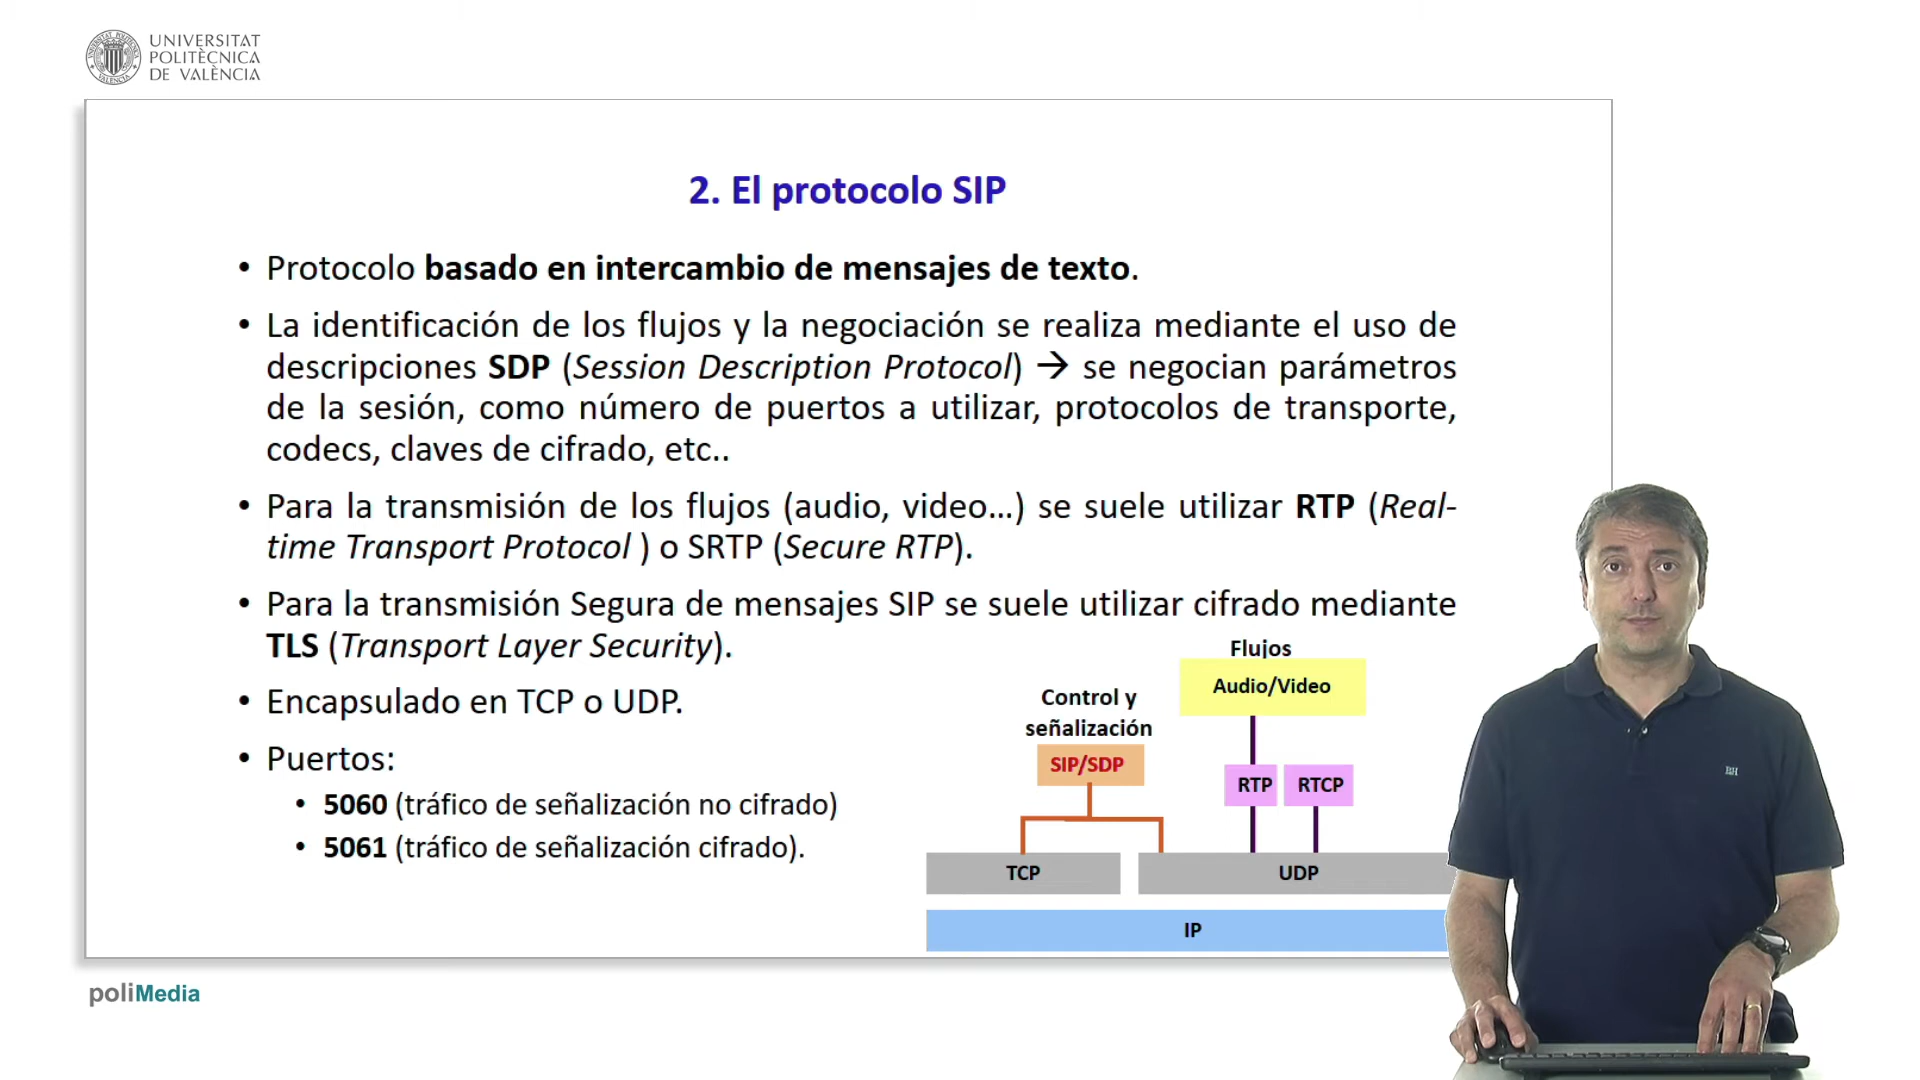 UNIVERSITAT
POLITÈCNICA
DE VALÈNCIA
2. El protocolo SIP
• Protocolo basado en intercambio de mensajes de texto.
• La identificación de los flujos y la negociación se realiza mediante el uso de
descripciones SDP (Session Description Protocol) → se negocian parámetros
de la sesión, como número de puertos a utilizar, protocolos de transporte,
codecs, claves de cifrado, etc..
• Para la transmisión de los flujos (audio, video...) se suele utilizar RTP (Real-
time Transport Protocol ) o SRTP (Secure RTP).
• Para la transmisión Segura de mensajes SIP se suele utilizar cifrado mediante
TLS (Transport Layer Security).
• Encapsulado en TCP o UDP.
• Puertos:
• 5060 (tráfico de señalización no cifrado)
• 5061 (tráfico de señalización cifrado).
Flujos
Audio/Video
Control y
señalización
SIP/SDP
RTP
RTCP
TCP
UDP
IP
poliMedia